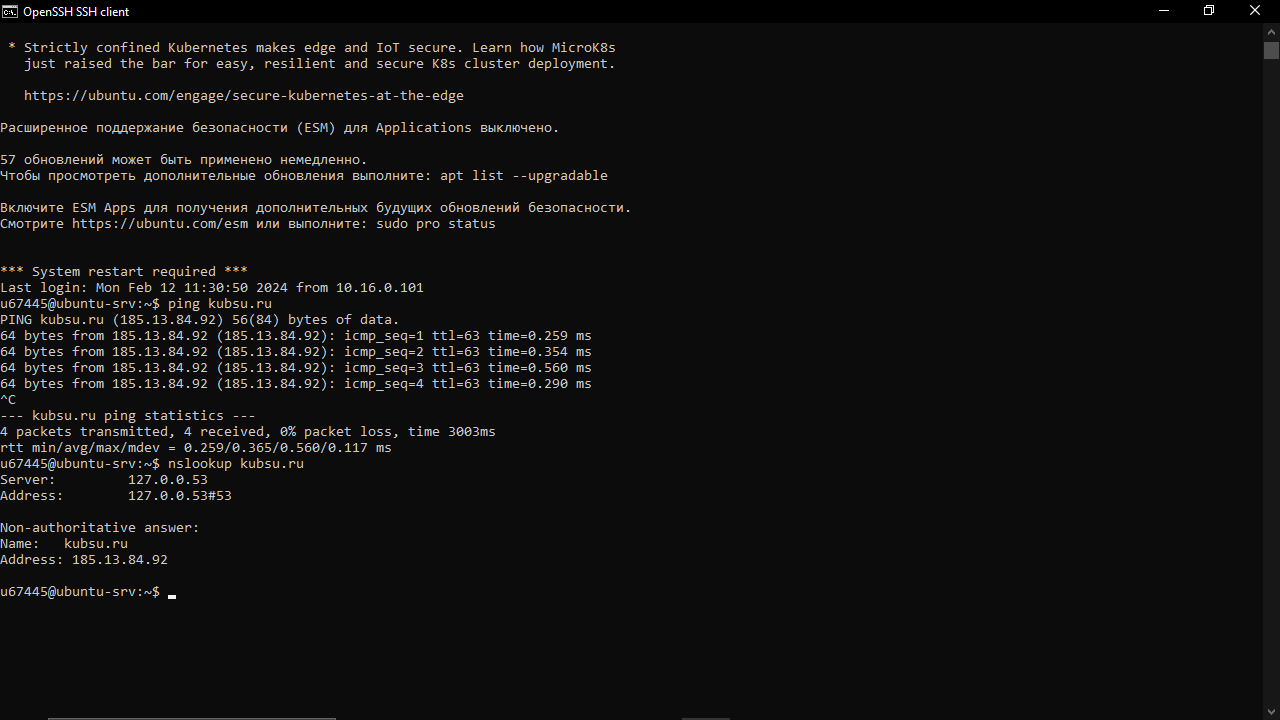 OpenSSH SSH client
* Strictly confined Kubernetes makes edge and IoT secure. Learn how MicroK8s
just raised the bar for easy, resilient and secure K8s cluster deployment.
https://ubuntu.com/engage/secure-kubernetes-at-the-edge
Расширенное поддержание безопасности (ESM) для Applications выключено.
57 обновлений может быть применено немедленно.
Чтобы просмотреть дополнительные обновления выполните: apt list --upgradable
Включите ESM Apps для получения дополнительных будущих обновлений безопасности.
Смотрите https://ubuntu.com/esm или выполните: sudo pro status
*** System restart required ***
Last login: Mon Feb 12 11:30:50 2024 from 10.16.0.101
u67445@ubuntu-srv:~$ ping kubsu.ru
PING kubsu.ru (185.13.84.92) 56(84) bytes of data.
64 bytes from 185.13.84.92 (185.13.84.92): icmp_seq=1 ttl=63 time=0.259 ms
64 bytes from 185.13.84.92 (185.13.84.92): icmp_seq=2 ttl=63 time=0.354 ms
64 bytes from 185.13.84.92 (185.13.84.92): icmp_seq=3 ttl=63 time=0.560 ms
64 bytes from 185.13.84.92 (185.13.84.92): icmp_seq=4 ttl=63 time=0.290 ms
^C
--- kubsu.ru ping statistics ---
4 packets transmitted, 4 received, 0% packet loss, time 3003ms
rtt min/avg/max/mdev = 0.259/0.365/0.560/0.117 ms
u67445@ubuntu-srv:~$ nslookup kubsu.ru
Server: 127.0.0.53
Address: 127.0.0.53#53
Non-authoritative answer:
Name: kubsu.ru
Address: 185.13.84.92
u67445@ubuntu-srv:~$